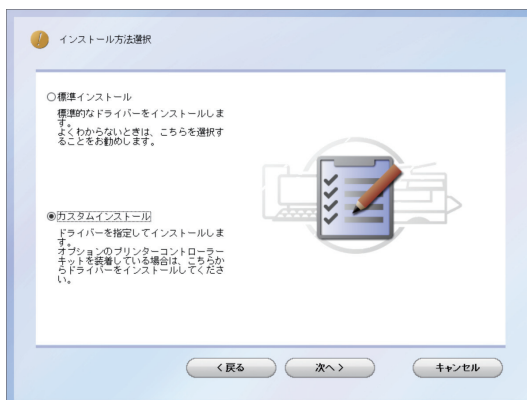 インストール方法選択
○標準インストール
標準的なドライバーをインストールしま
す。
よくわからないときは、こちらを選択す
ることをお勧めします。
◉カスタムインストール
ドライバーを指定してインストールしま
す。
オプションのプリンターコントローラー
キットを装着している場合は、こちらか
らドライバーをインストールしてくださ
い。
＜戻る
次へ＞
キャンセル